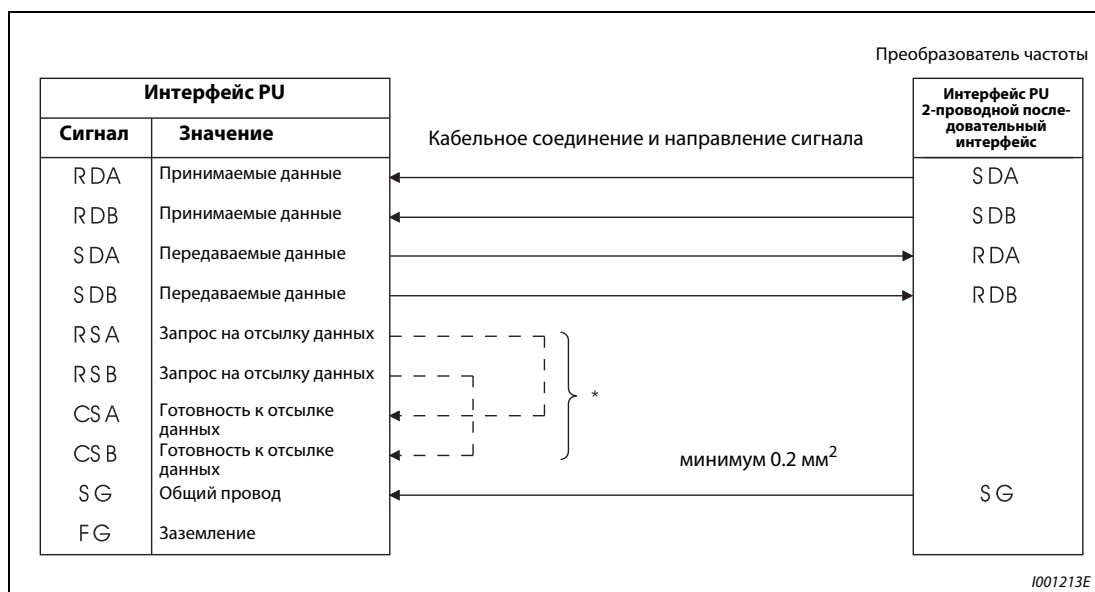 Преобразователь частоты
Интерфейс PU
Сигнал Значение
Кабельное соединение и направление сигнала
Интерфейс PU
2-проводной после-
довательный
интерфейс
RDA Принимаемые данные SDA
RDB Принимаемые данные SDB
SDA Передаваемые данные RDA
SDB Передаваемые данные RDB
RSA Запрос на отсылку данных
RSB Запрос на отсылку данных
*
CSA Готовность к отсылке
данных
CSB Готовность к отсылке
данных
минимум 0.2 мм²
SG Общий провод SG
FG Заземление
I001213E